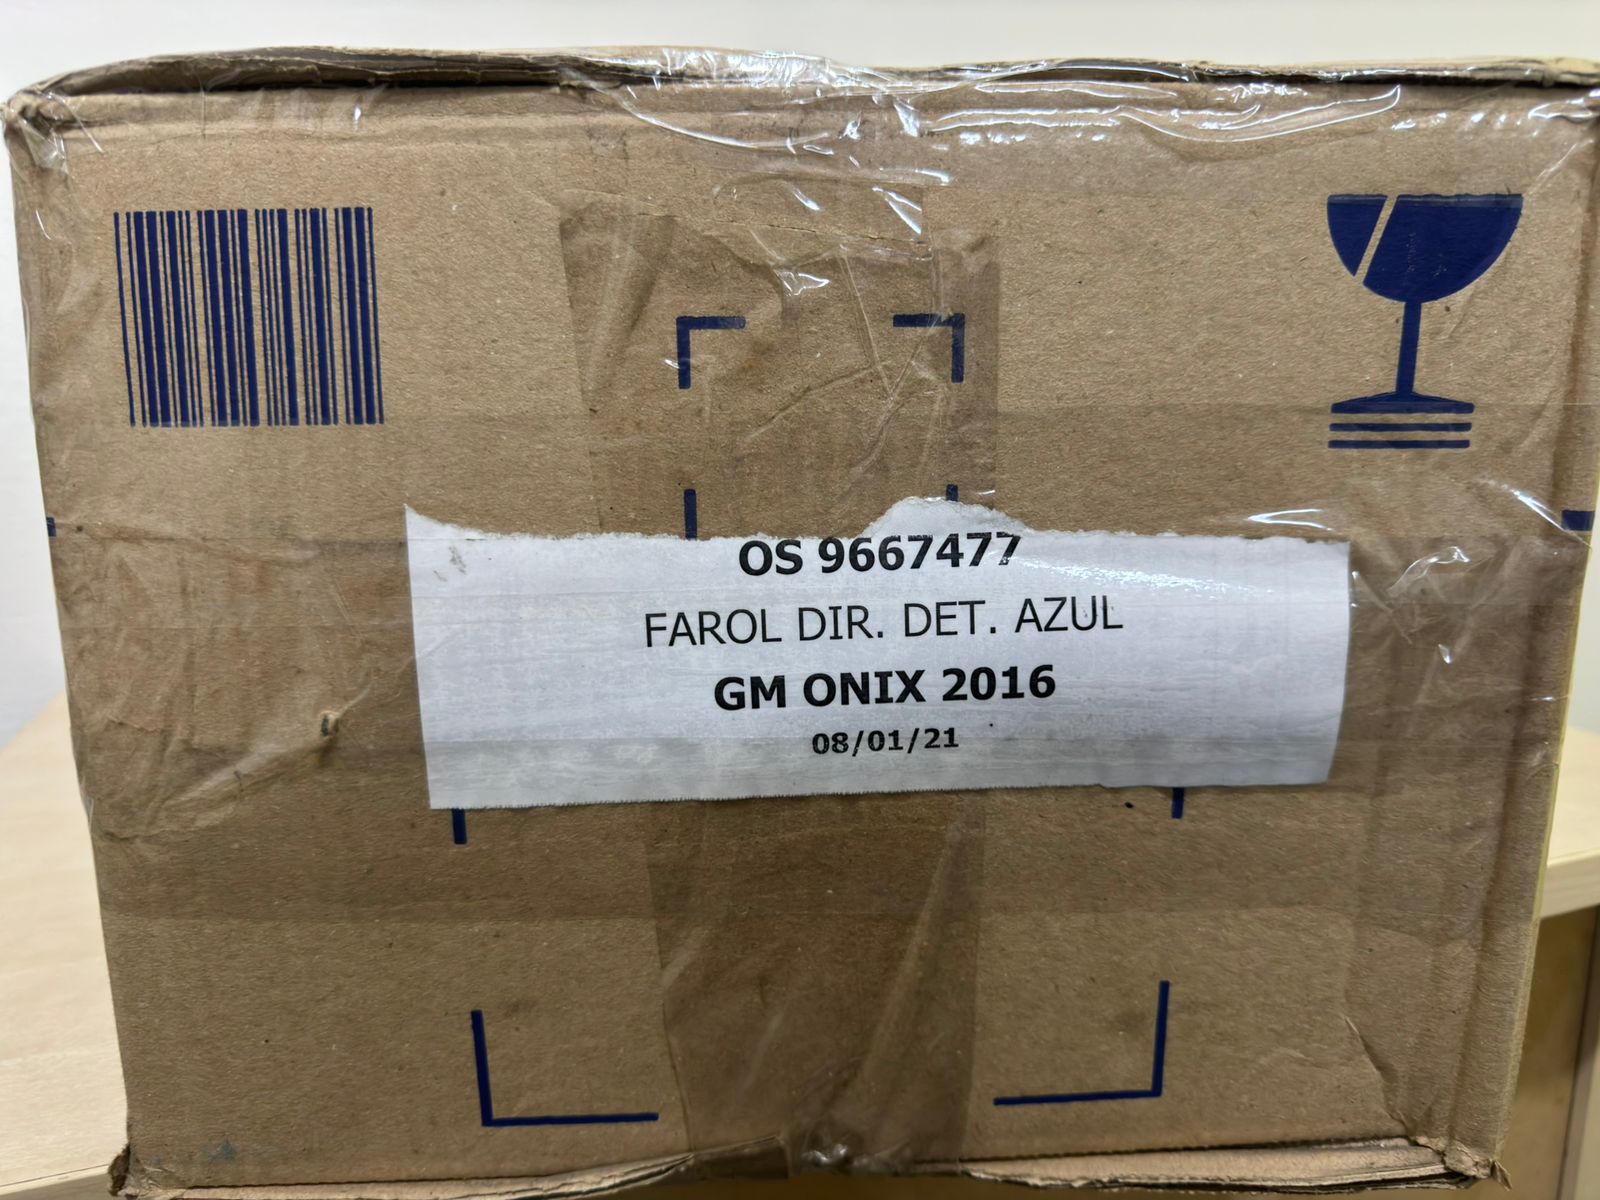 OS 9667477
FAROL DIR. DET. AZUL
GM ONIX 2016
08/01/21